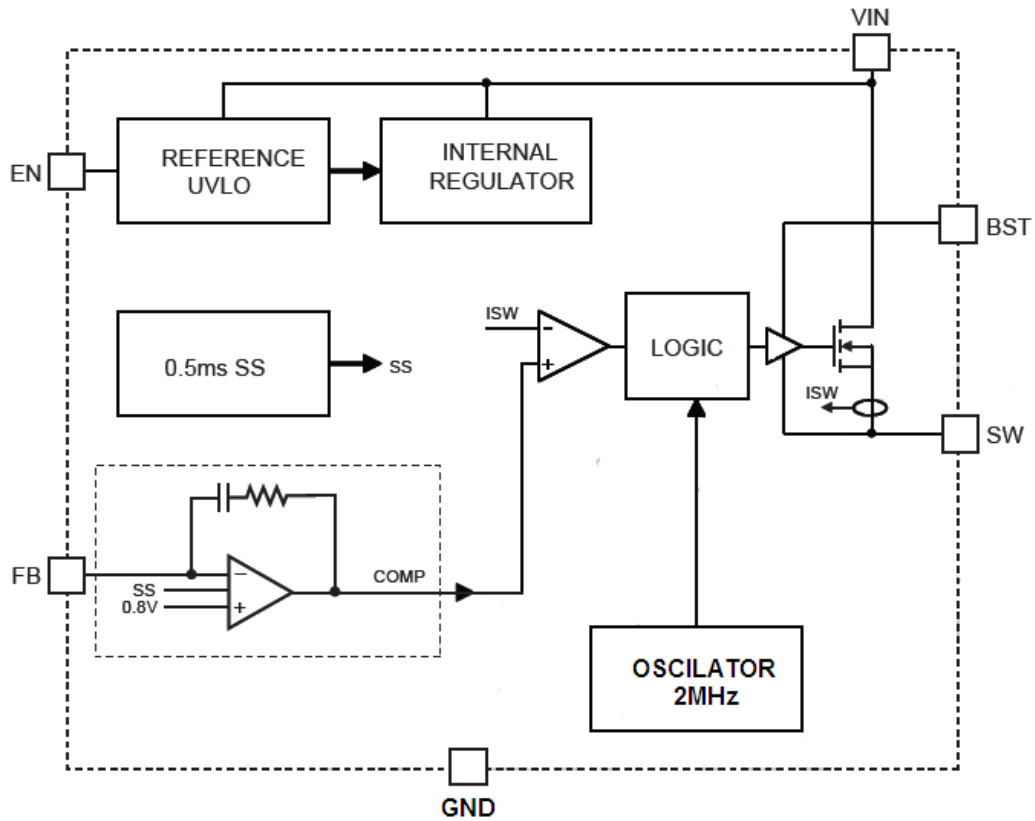 VIN
EN
REFERENCE
UVLO
INTERNAL
REGULATOR
BST
0.5ms SS
SS
ISW
-
+
LOGIC
ISW
SW
FB
SS
0.8V
−
+
COMP
OSCILATOR
2MHz
GND